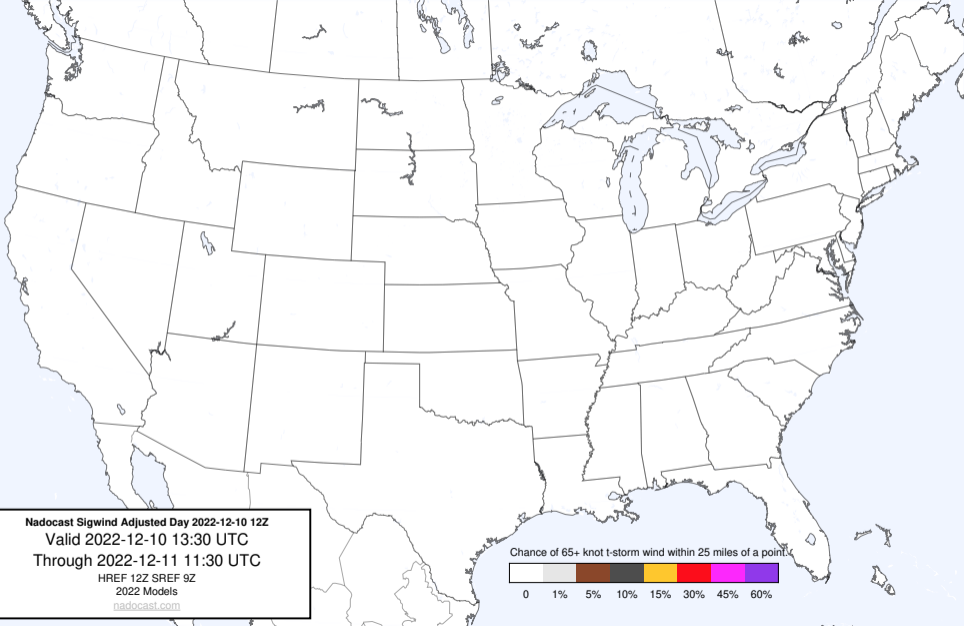 Nadocast Sigwind Adjusted Day 2022-12-10 12Z
Valid 2022-12-10 13:30 UTC
Through 2022-12-11 11:30 UTC
HREF 12Z SREF 9Z
2022 Models
nadocast.com
Chance of 65+ knot t-storm wind within 25 miles of a point.
0 1% 5% 10% 15% 30% 45% 60%